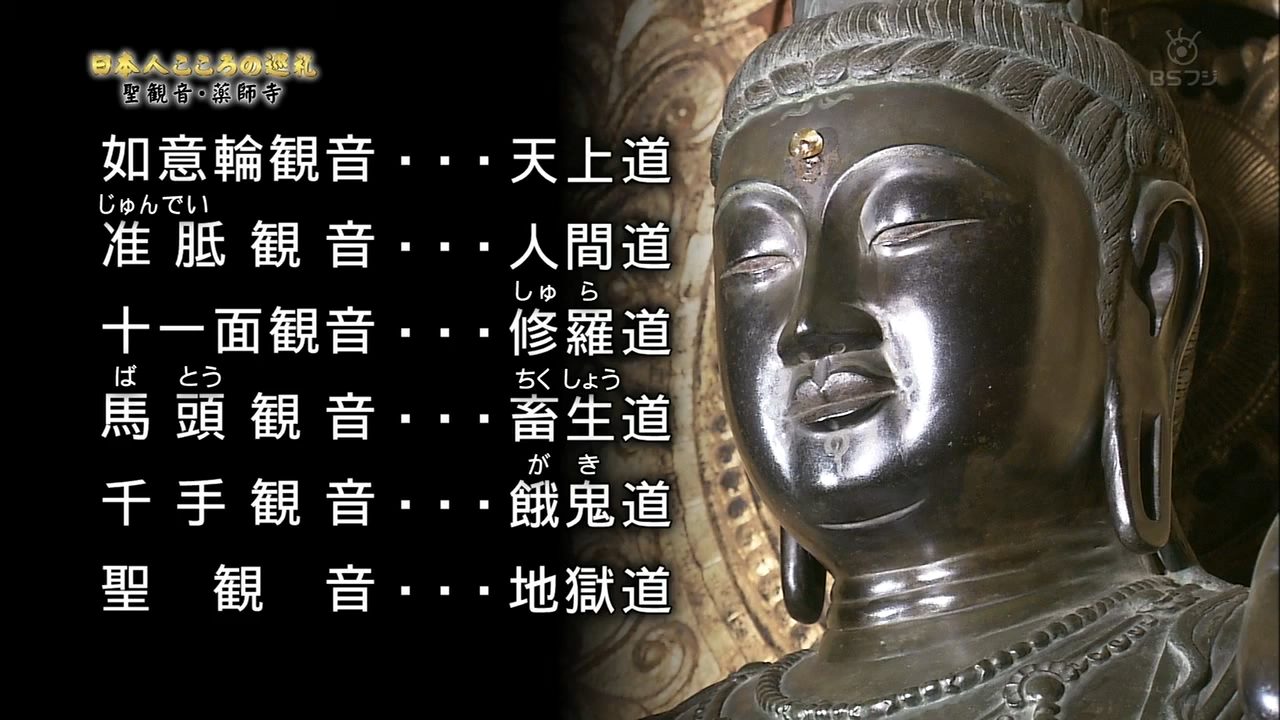 日本人こころの巡礼
聖観音・薬師寺
BSフジ
如意輪観音・・・天上道
じゅんでい
准胝観音・・・人間道
しゅ ら
十一面観音・・・修羅道
ば とう ちくしょう
馬頭観音・・・畜生道
が き
千手観音・・・餓鬼道
聖観音・・・地獄道